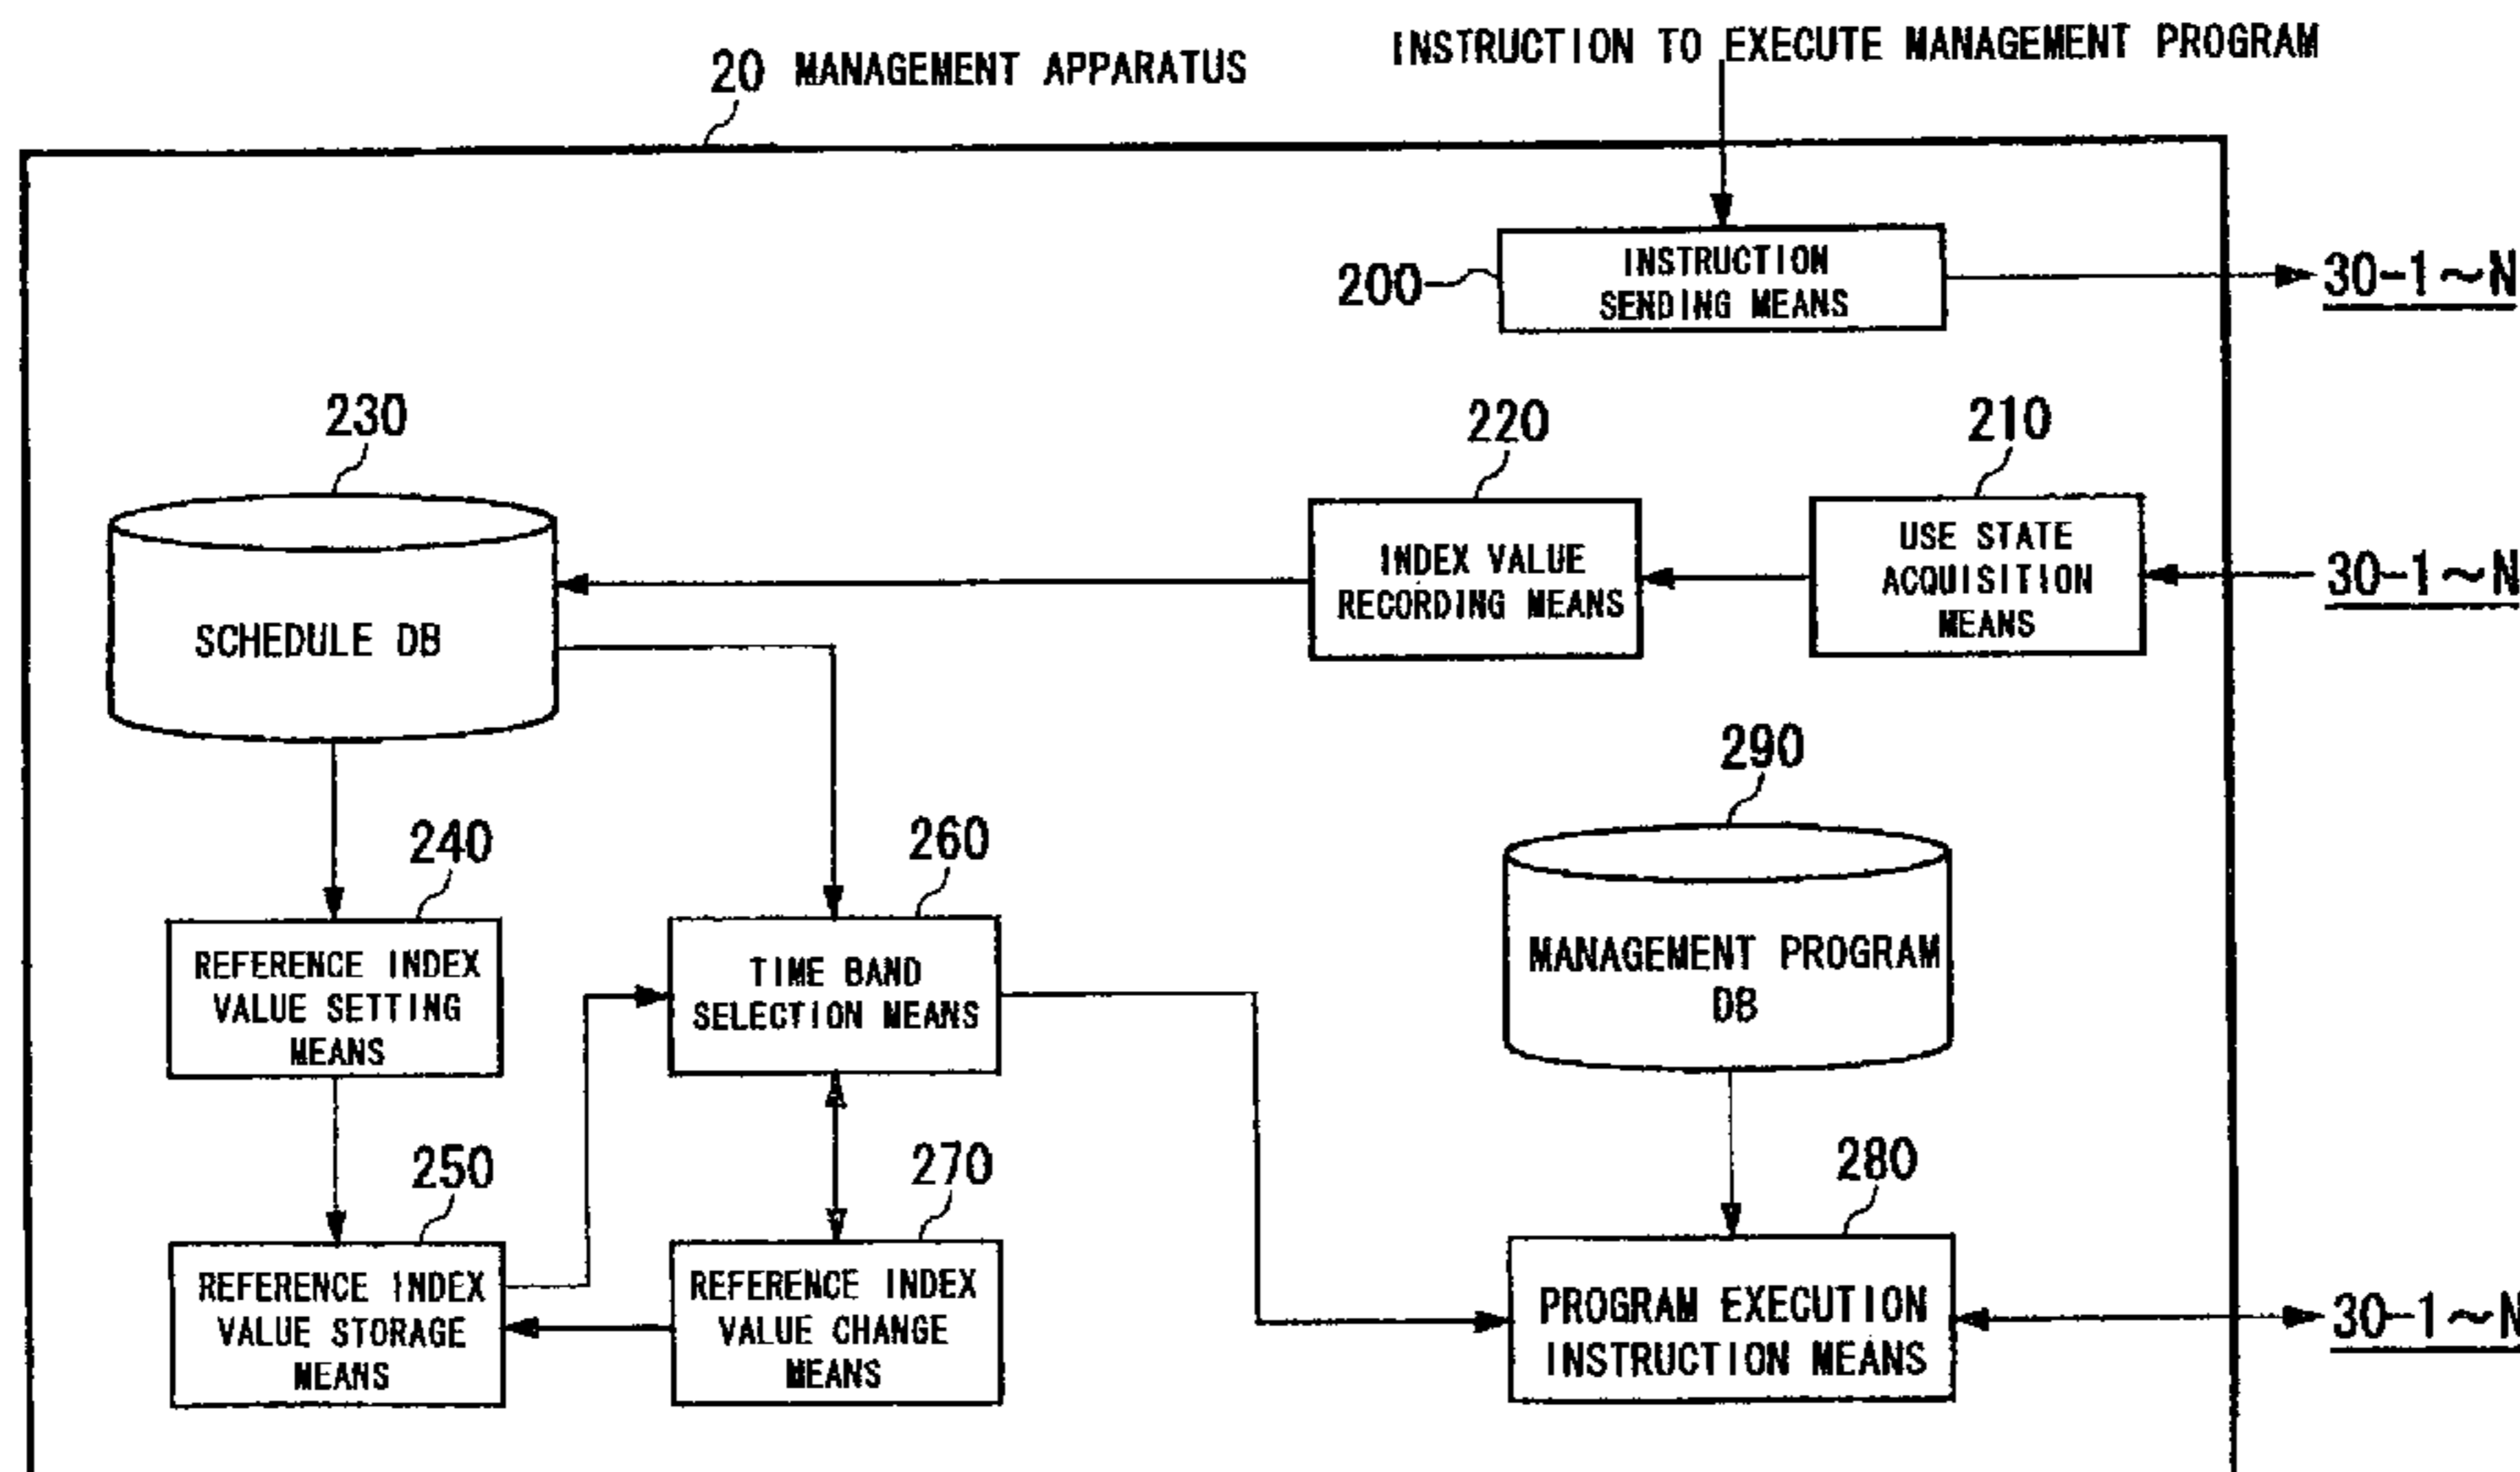 20 MANAGEMENT APPARATUS
INSTRUCTION TO EXECUTE MANAGEMENT PROGRAM
200
INSTRUCTION
SENDING MEANS
30-1~N
230
SCHEDULE DB
220
INDEX VALUE
RECORDING MEANS
210
USE STATE
ACQUISITION
MEANS
30-1~N
240
REFERENCE INDEX
VALUE SETTING
MEANS
260
TIME BAND
SELECTION MEANS
290
MANAGEMENT PROGRAM
DB
250
REFERENCE INDEX
VALUE STORAGE
MEANS
270
REFERENCE INDEX
VALUE CHANGE
MEANS
280
PROGRAM EXECUTION
INSTRUCTION MEANS
30-1~N